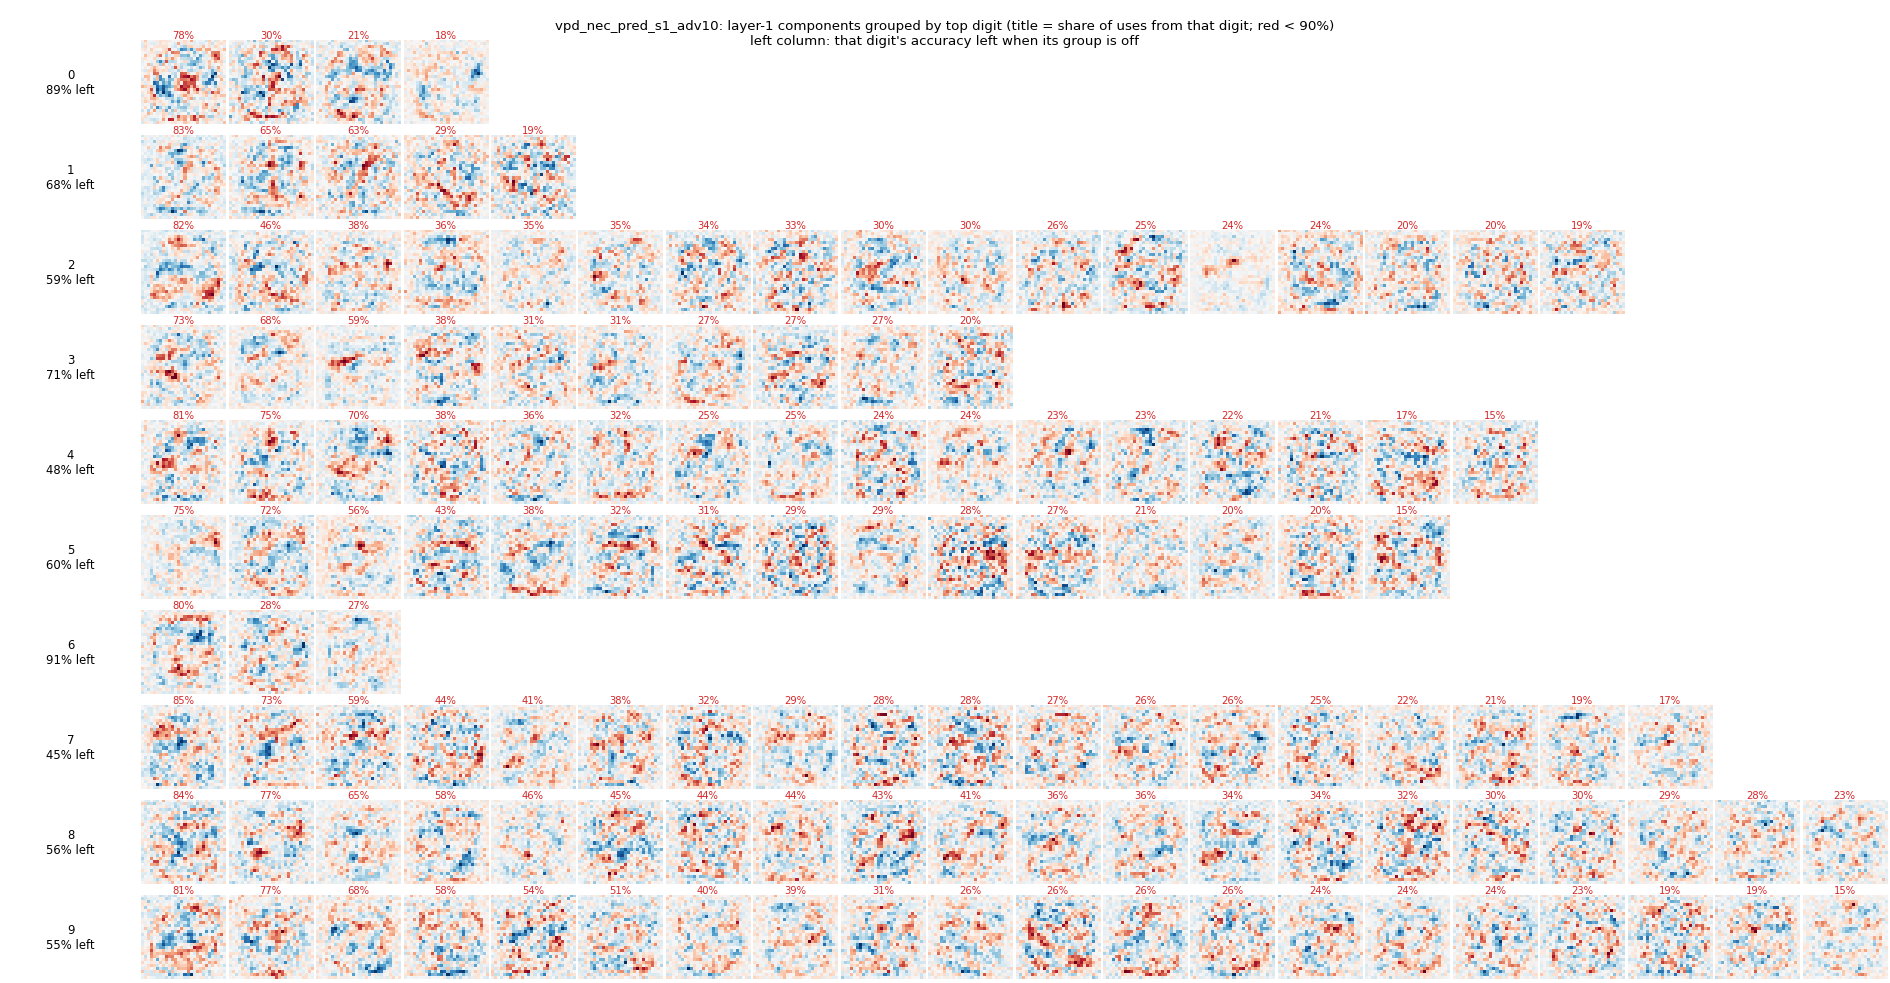 vpd_nec_pred_s1_adv10: layer-1 components grouped by top digit (title = share of uses from that digit; red < 90%)
left column: that digit's accuracy left when its group is off
78% 30% 21% 18%
0
89% left
83% 65% 63% 29% 19%
1
68% left
82% 46% 38% 36% 35% 35% 34% 33% 30% 30% 26% 25% 24% 24% 20% 20% 19%
2
59% left
73% 68% 59% 38% 31% 31% 27% 27% 27% 20%
3
71% left
81% 75% 70% 38% 36% 32% 25% 25% 24% 24% 23% 23% 22% 21% 17% 15%
4
48% left
75% 72% 56% 43% 38% 32% 31% 29% 29% 28% 27% 21% 20% 20% 15%
5
60% left
80% 28% 27%
6
91% left
85% 73% 59% 44% 41% 38% 32% 29% 28% 28% 27% 26% 26% 25% 22% 21% 19% 17%
7
45% left
84% 77% 65% 58% 46% 45% 44% 44% 43% 41% 36% 36% 34% 34% 32% 30% 30% 29% 28% 23%
8
56% left
81% 77% 68% 58% 54% 51% 40% 39% 31% 26% 26% 26% 26% 24% 24% 24% 23% 19% 19% 15%
9
55% left